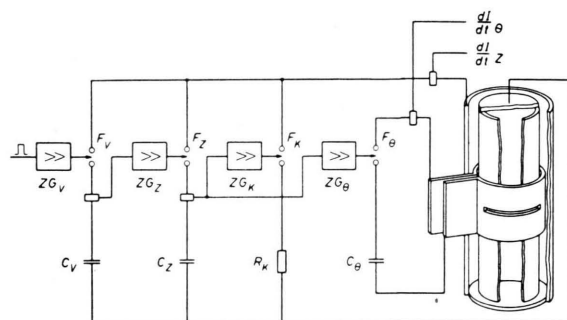 dI
dt θ
dI
dt Z
F_V
F_Z
F_K
F_θ
>>
>>
>>
>>
ZG_V
ZG_Z
ZG_K
ZG_θ
C_V
C_Z
R_K
C_θ